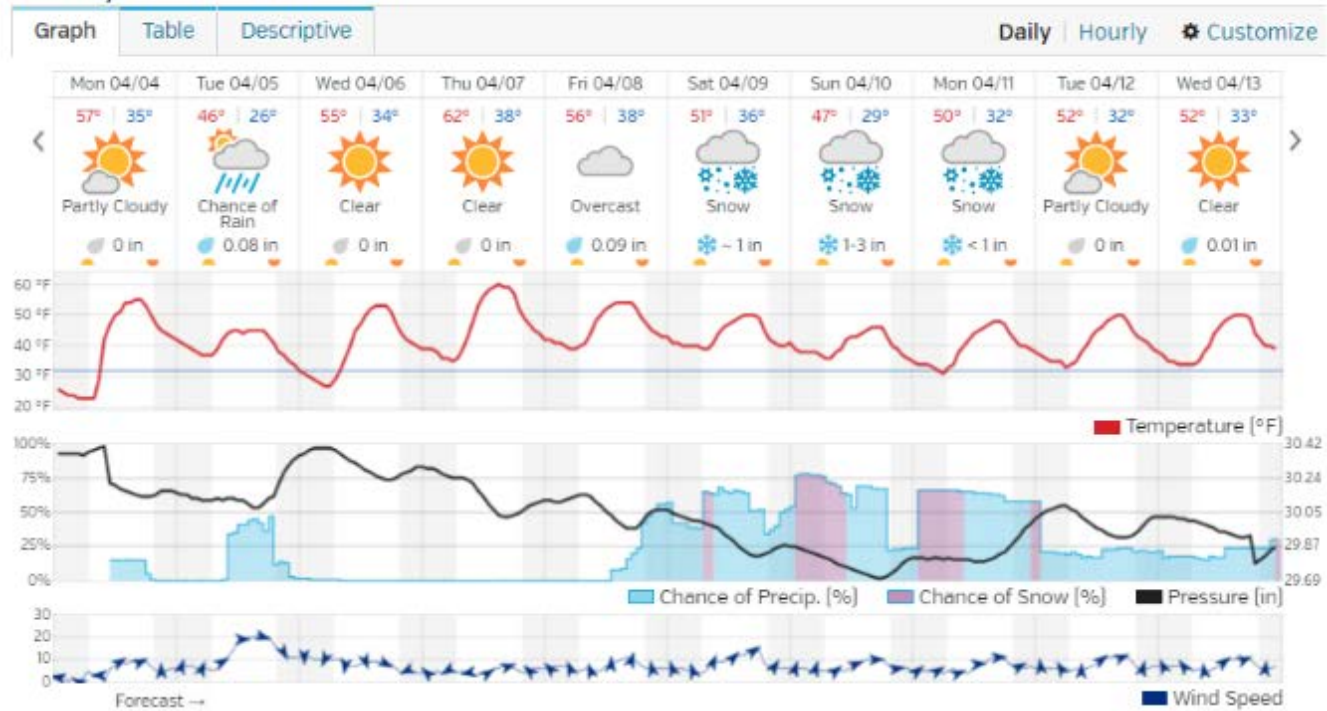 Graph Table Descriptive Daily | Hourly Customize
Mon 04/04 Tue 04/05 Wed 04/06 Thu 04/07 Fri 04/08 Sat 04/09 Sun 04/10 Mon 04/11 Tue 04/12 Wed 04/13
57° | 35° 46° | 26° 55° | 34° 62° | 38° 56° | 38° 51° | 36° 47° | 29° 50° | 32° 52° | 32° 52° | 33°
Partly Cloudy Chance of Clear Clear Overcast Snow Snow Snow Partly Cloudy Clear
Rain
0 in 0.08 in 0 in 0 in 0.09 in ~ 1 in 1-3 in < 1 in 0 in 0.01 in
60 °F
50 °F
40 °F
30 °F
20 °F
Temperature (°F)
100% 30.42
75% 30.24
50% 30.05
25% 29.87
0% 29.69
Chance of Precip. (%) Chance of Snow (%) Pressure (in)
30
20
10
0
Forecast → Wind Speed